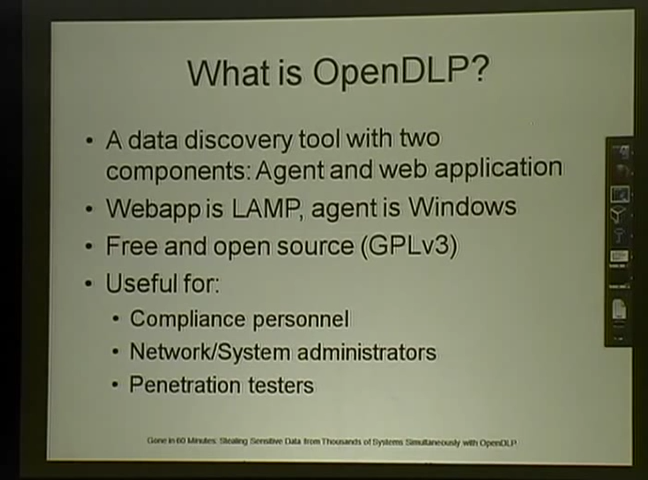 What is OpenDLP?
• A data discovery tool with two
components: Agent and web application
• Webapp is LAMP, agent is Windows
• Free and open source (GPLv3)
• Useful for:
• Compliance personnel
• Network/System administrators
• Penetration testers
Gone in 60 Minutes: Stealing Sensitive Data from Thousands of Systems Simultaneously with OpenDLP